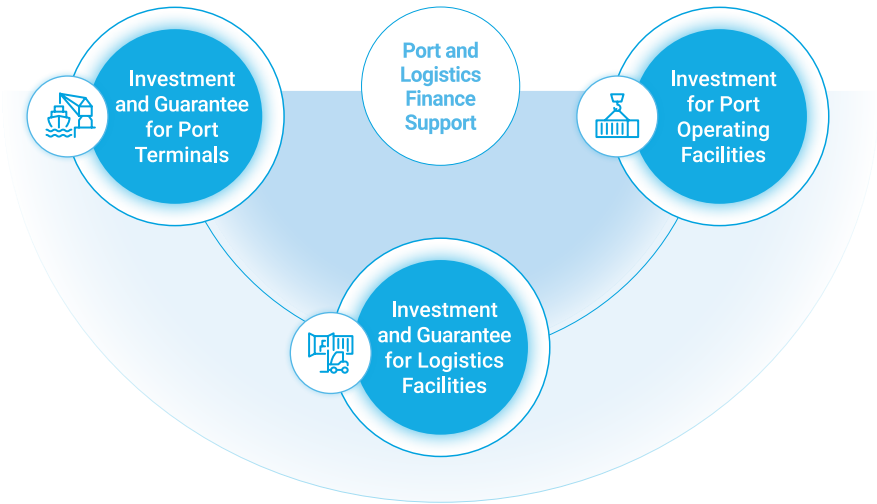 Investment
and Guarantee
for Port
Terminals
Port and
Logistics
Finance
Support
Investment
for Port
Operating
Facilities
Investment
and Guarantee
for Logistics
Facilities